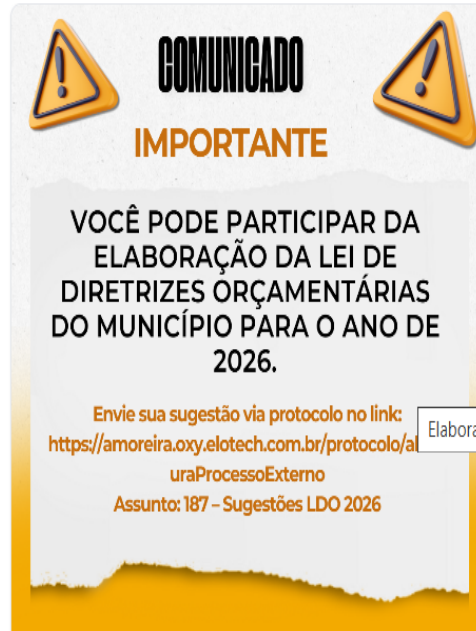 COMUNICADO
IMPORTANTE
VOCÊ PODE PARTICIPAR DA
ELABORAÇÃO DA LEI DE
DIRETRIZES ORÇAMENTÁRIAS
DO MUNICÍPIO PARA O ANO DE
2026.
Envie sua sugestão via protocolo no link:
https://amoreira.oxy.elotech.com.br/protocolo/al
Elabora
uraProcessoExterno
Assunto: 187 – Sugestões LDO 2026